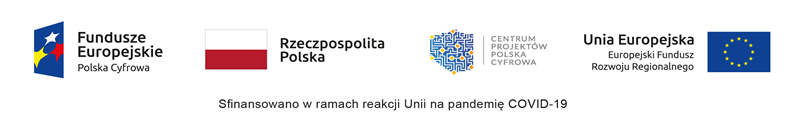 Fundusze
Europejskie
Polska Cyfrowa
Rzeczpospolita
Polska
CENTRUM
PROJEKTÓW
POLSKA
CYFROWA
Unia Europejska
Europejski Fundusz
Rozwoju Regionalnego
Sfinansowano w ramach reakcji Unii na pandemię COVID-19